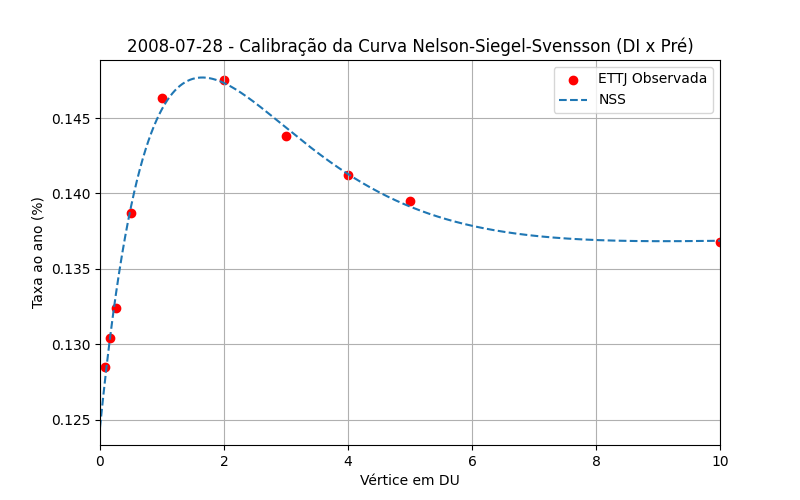 2008-07-28 - Calibração da Curva Nelson-Siegel-Svensson (DI x Pré)
ETTJ Observada
NSS
Taxa ao ano (%)
0.145
0.140
0.135
0.130
0.125
0 2 4 6 8 10
Vértice em DU